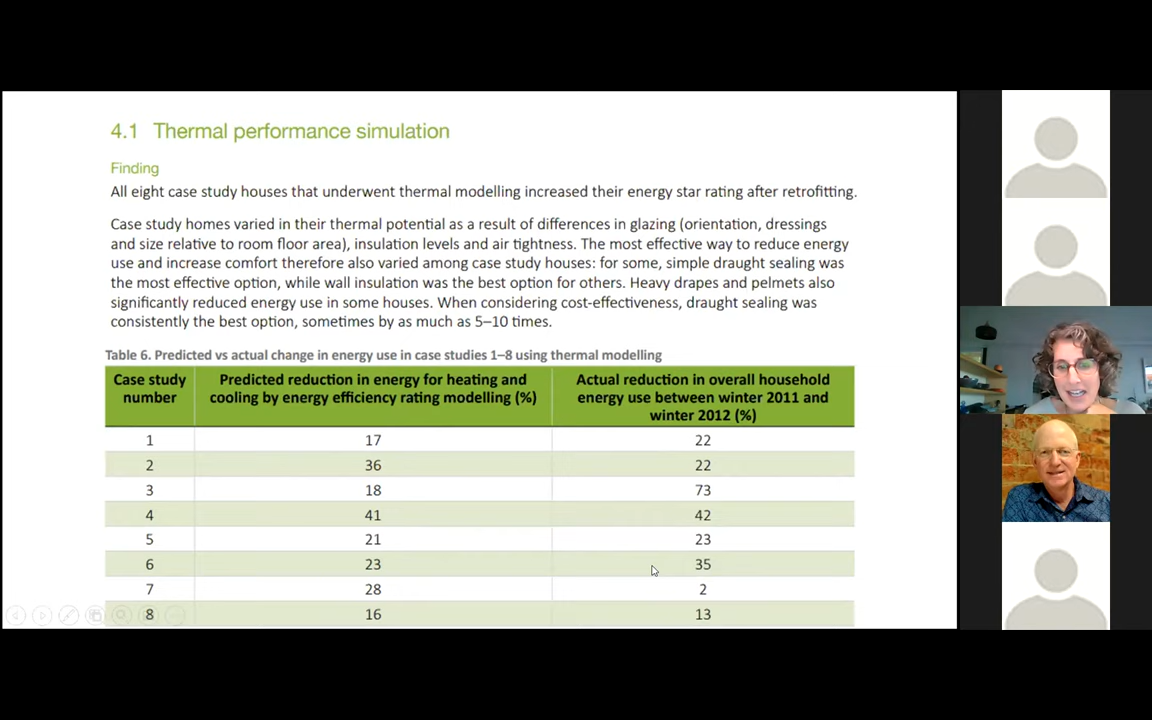 4.1 Thermal performance simulation
Finding
All eight case study houses that underwent thermal modelling increased their energy star rating after retrofitting.
Case study homes varied in their thermal potential as a result of differences in glazing (orientation, dressings
and size relative to room floor area), insulation levels and air tightness. The most effective way to reduce energy
use and increase comfort therefore also varied among case study houses: for some, simple draught sealing was
the most effective option, while wall insulation was the best option for others. Heavy drapes and pelmets also
significantly reduced energy use in some houses. When considering cost-effectiveness, draught sealing was
consistently the best option, sometimes by as much as 5–10 times.
Table 6. Predicted vs actual change in energy use in case studies 1–8 using thermal modelling
Case study number
Predicted reduction in energy for heating and cooling by energy efficiency rating modelling (%)
Actual reduction in overall household energy use between winter 2011 and winter 2012 (%)
1 17 22
2 36 22
3 18 73
4 41 42
5 21 23
6 23 35
7 28 2
8 16 13